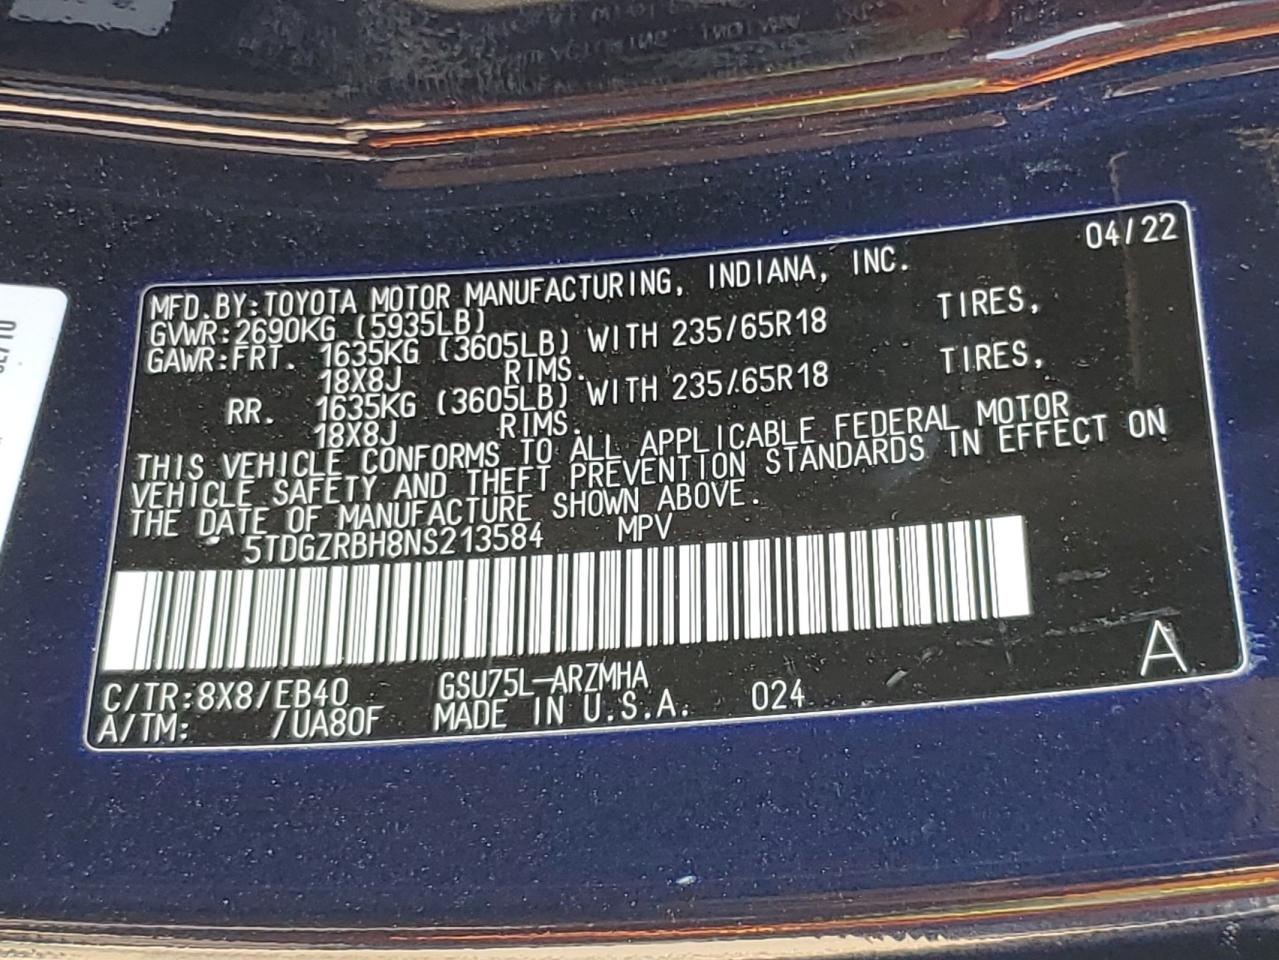 04/22
MFD.BY:TOYOTA MOTOR MANUFACTURING, INDIANA, INC.
GVWR:2690KG (5935LB)
GAWR:FRT. 1635KG (3605LB) WITH 235/65R18 TIRES,
18X8J RIMS.
RR. 1635KG (3605LB) WITH 235/65R18 TIRES,
18X8J RIMS.
THIS VEHICLE CONFORMS TO ALL APPLICABLE FEDERAL MOTOR
VEHICLE SAFETY AND THEFT PREVENTION STANDARDS IN EFFECT ON
THE DATE OF MANUFACTURE SHOWN ABOVE.
5TDGZRBH8NS213584 MPV
C/TR:8X8/EB40 GSU75L-ARZMHA
A/TM: /UA80F MADE IN U.S.A. 024
A